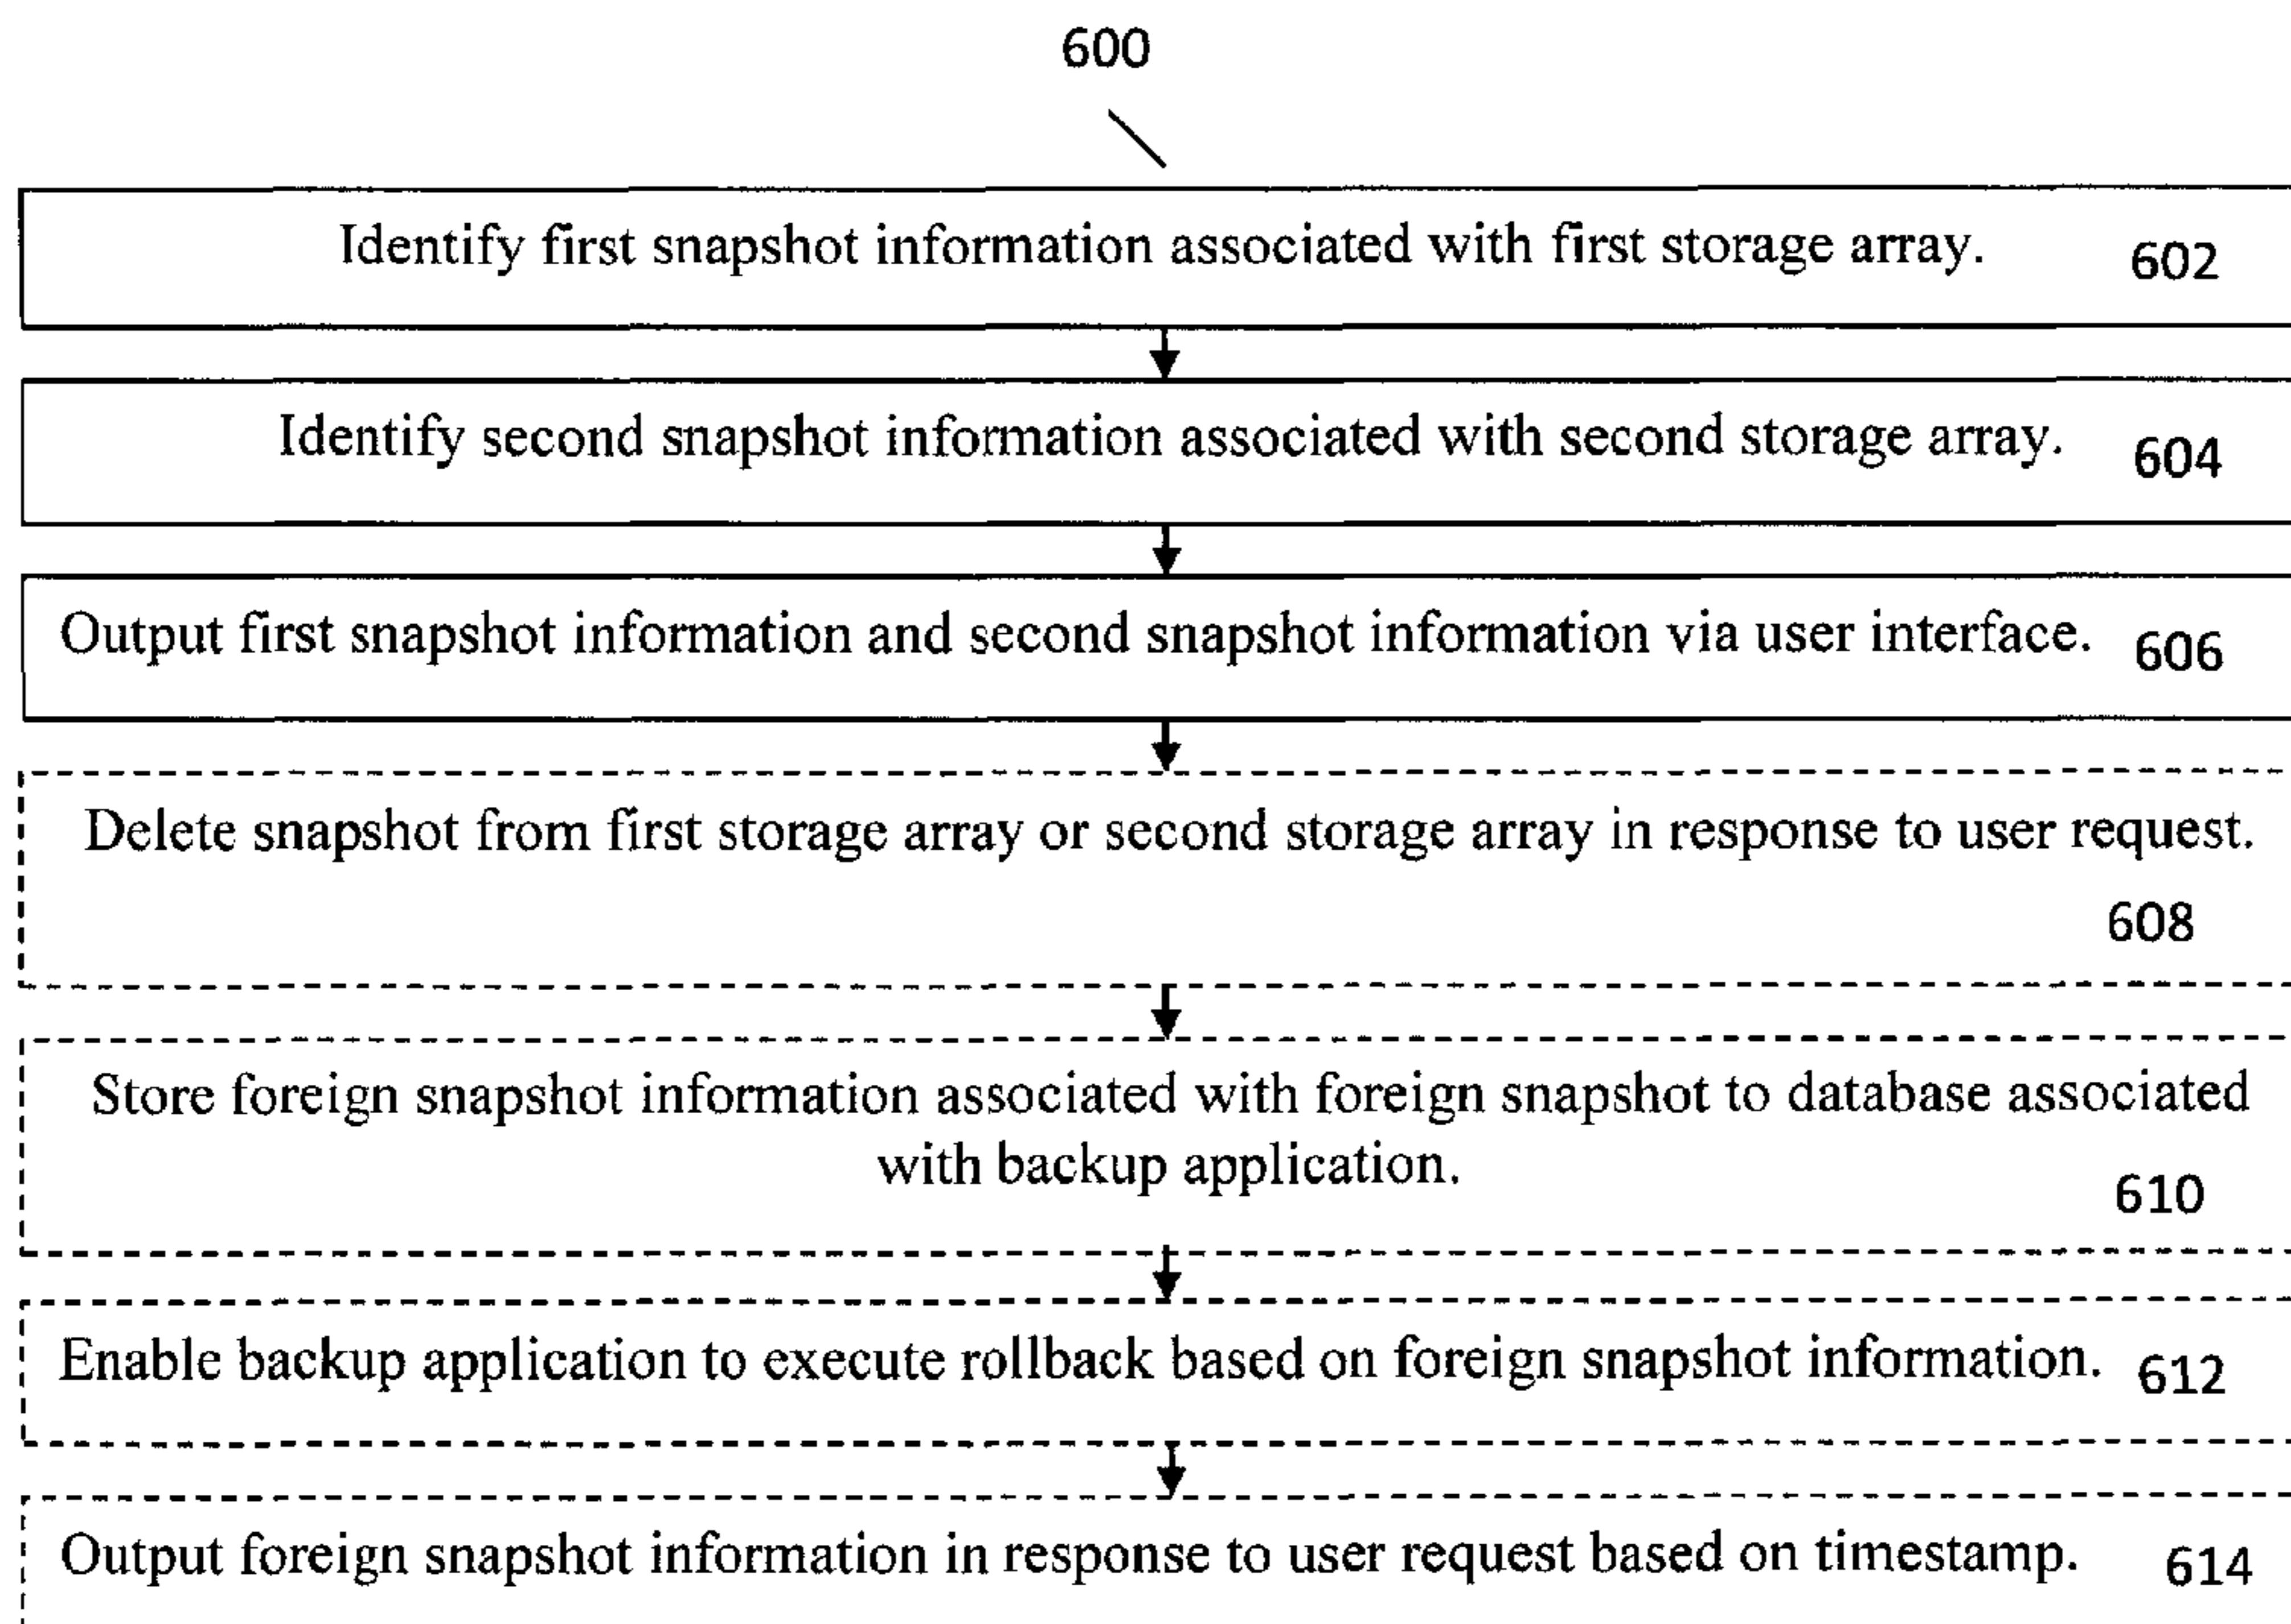 600
Identify first snapshot information associated with first storage array. 602
Identify second snapshot information associated with second storage array. 604
Output first snapshot information and second snapshot information via user interface. 606
Delete snapshot from first storage array or second storage array in response to user request.
608
Store foreign snapshot information associated with foreign snapshot to database associated
with backup application.
610
Enable backup application to execute rollback based on foreign snapshot information. 612
Output foreign snapshot information in response to user request based on timestamp. 614